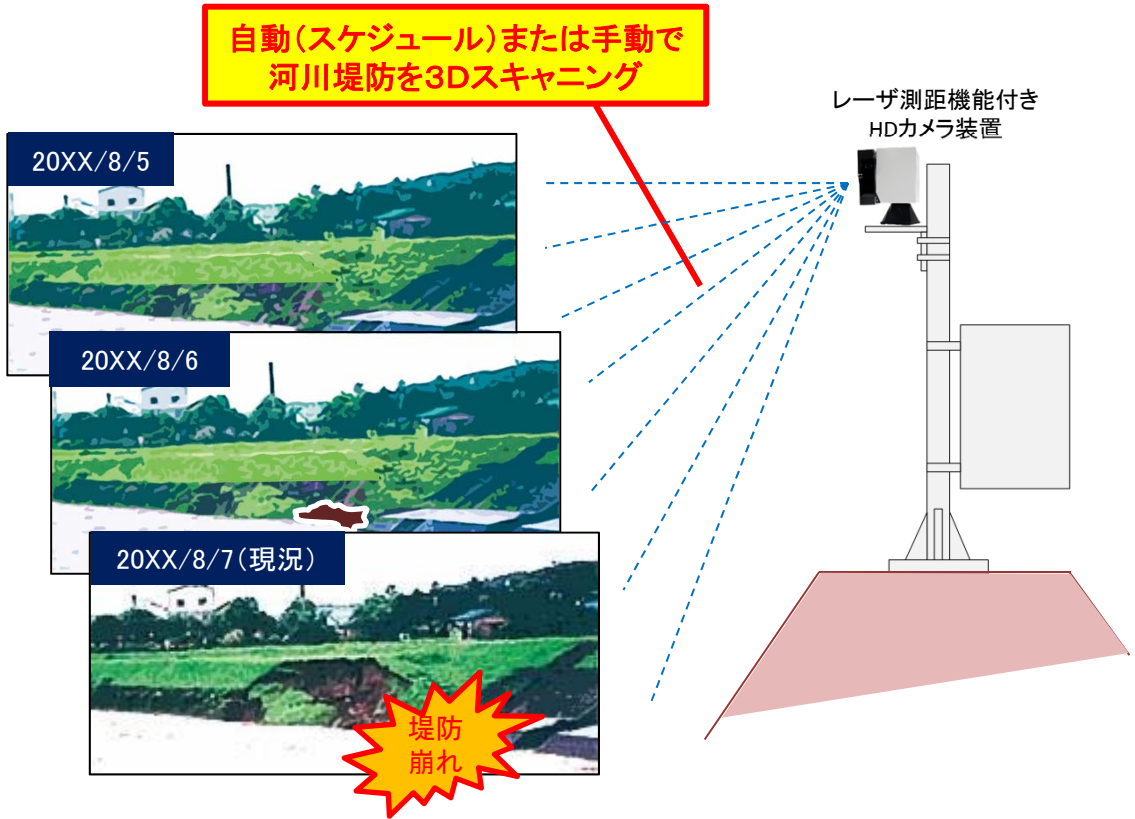 自動(スケジュール)または手動で
河川堤防を3Dスキャニング
レーザ測距機能付き
HDカメラ装置
20XX/8/5
20XX/8/6
20XX/8/7(現況)
堤防
崩れ